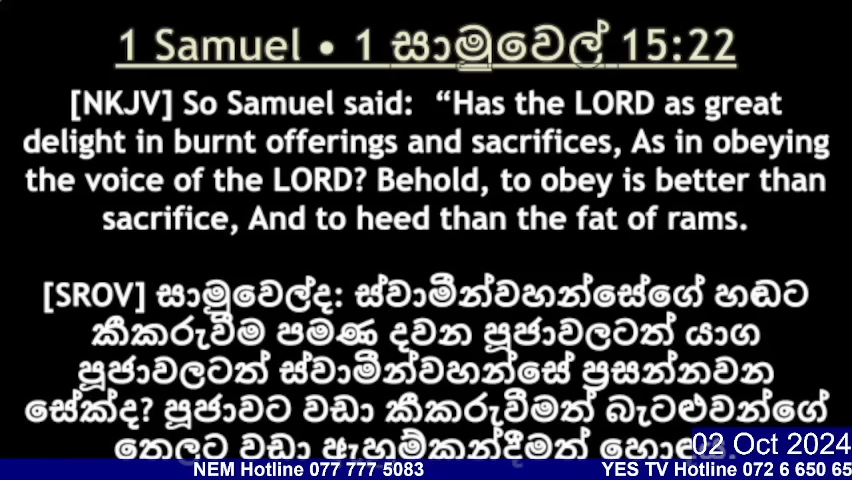 1 Samuel • 1 සාමුවෙල් 15:22
[NKJV] So Samuel said: “Has the LORD as great
delight in burnt offerings and sacrifices, As in obeying
the voice of the LORD? Behold, to obey is better than
sacrifice, And to heed than the fat of rams.
[SROV] සාමුවෙල්ද: ස්වාමීන්වහන්සේගේ හඬට
කීකරුවීම පමණ දවන පූජාවලටත් යාග
පූජාවලටත් ස්වාමීන්වහන්සේ ප්‍රසන්නවන
සේක්ද? පූජාවට වඩා කීකරුවීමත් බැටළුවන්ගේ
තෙලට වඩා ඇහුම්කන්දීමත්
02 Oct 2024
NEM Hotline 077 777 5083
YES TV Hotline 072 6 650 65